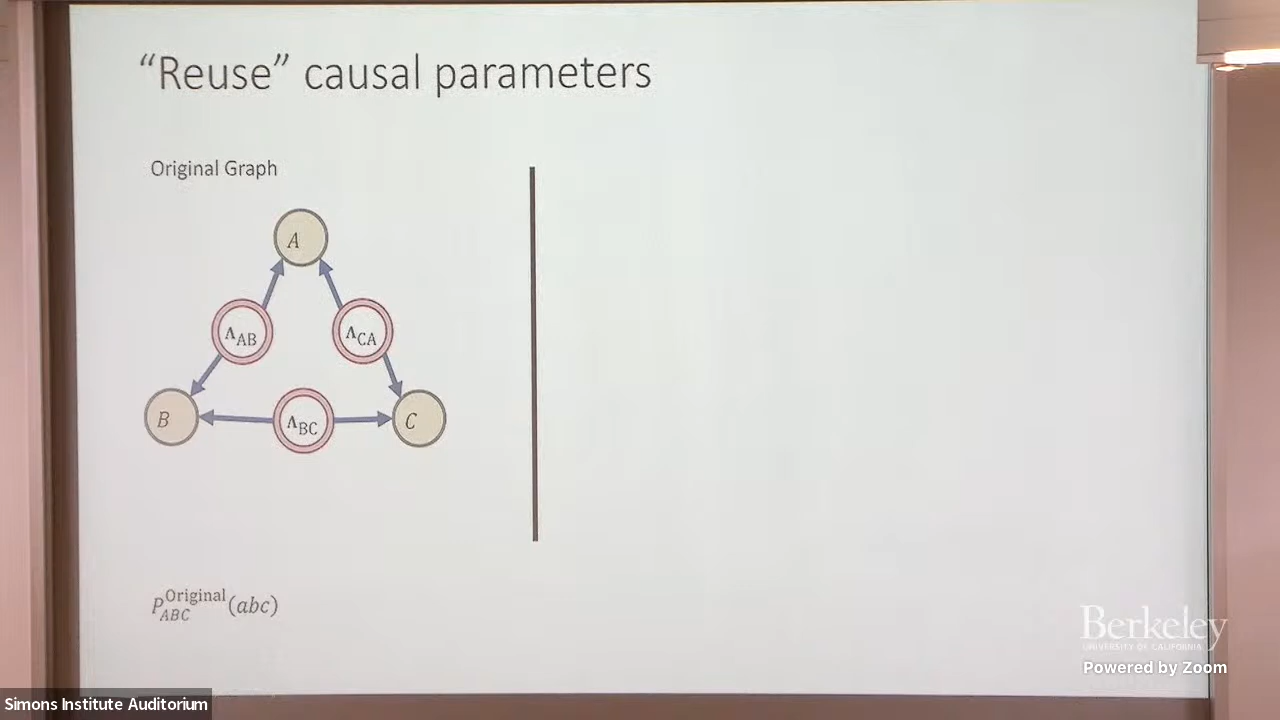 “Reuse” causal parameters
Original Graph
A
Λ_AB
Λ_CA
B
Λ_BC
C
P_ABC^Original(abc)
Berkeley
UNIVERSITY OF CALIFORNIA
Powered by Zoom
Simons Institute Auditorium